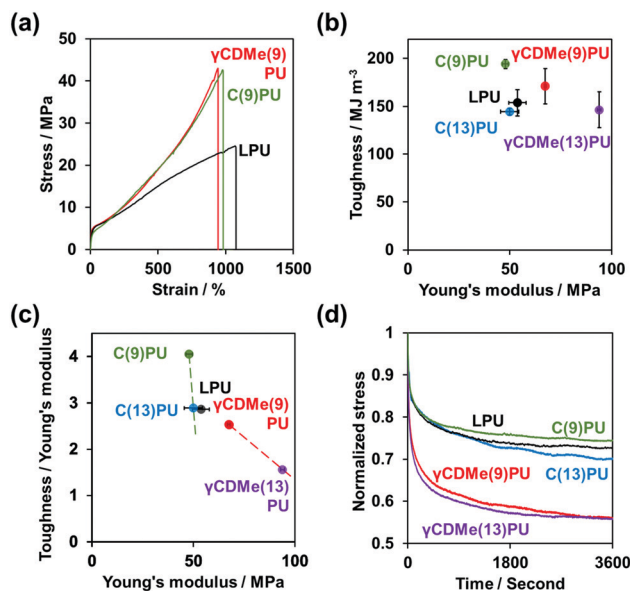 (a)
50
40
30
20
10
0
Stress / MPa
γCDMe(9)
PU
C(9)PU
LPU
0
500
1000
1500
Strain / %
(b)
200
150
100
50
0
Toughness / MJ m⁻³
C(9)PU
γCDMe(9)PU
LPU
C(13)PU
γCDMe(13)PU
0
50
100
Young's modulus / MPa
(c)
4
3
2
1
0
Toughness / Young's modulus
C(9)PU
LPU
C(13)PU
γCDMe(9)
PU
γCDMe(13)
PU
0
50
100
Young's modulus / MPa
(d)
1
0.9
0.8
0.7
0.6
0.5
Normalized stress
LPU
C(9)PU
C(13)PU
γCDMe(9)PU
γCDMe(13)PU
0
1800
3600
Time / Second